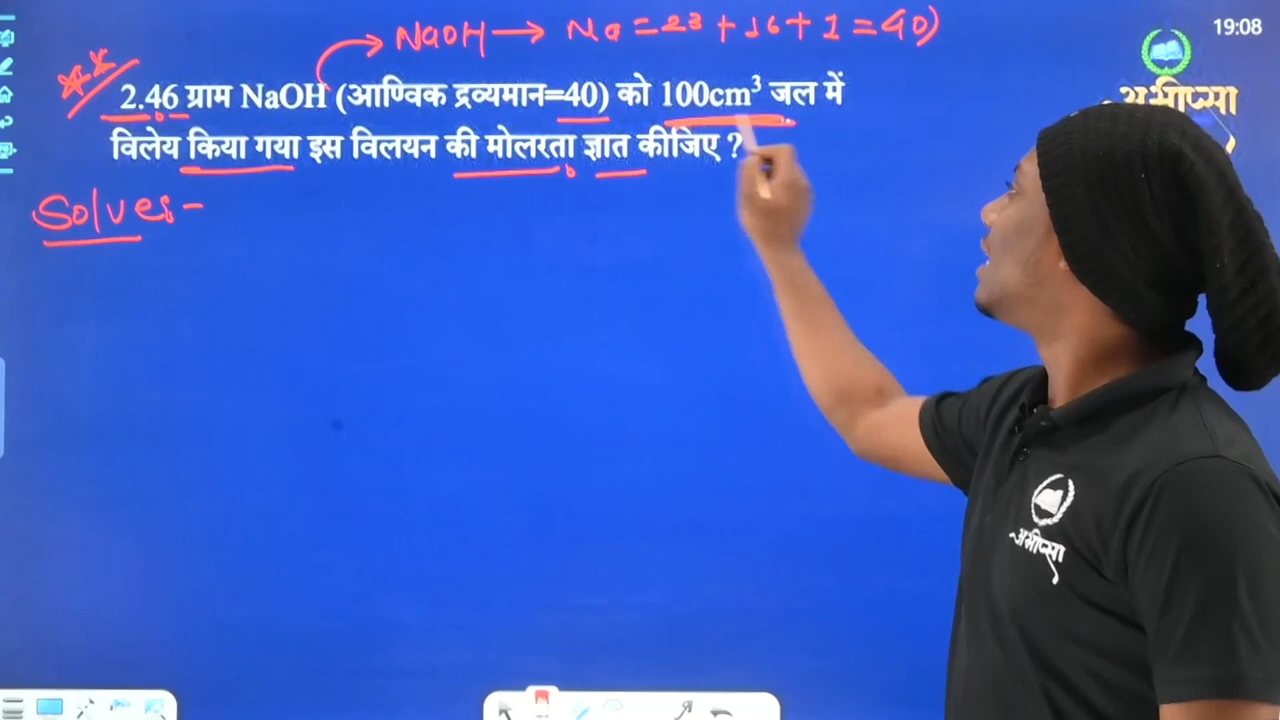 NaOH → Na = 23 + 16 + 1 = 40)
19:08
2.46 ग्राम NaOH (आण्विक द्रव्यमान=40) को 100cm³ जल में
अभीप्सा
विलेय किया गया इस विलयन की मोलरता ज्ञात कीजिए ?
Solve:-
अभीप्सा